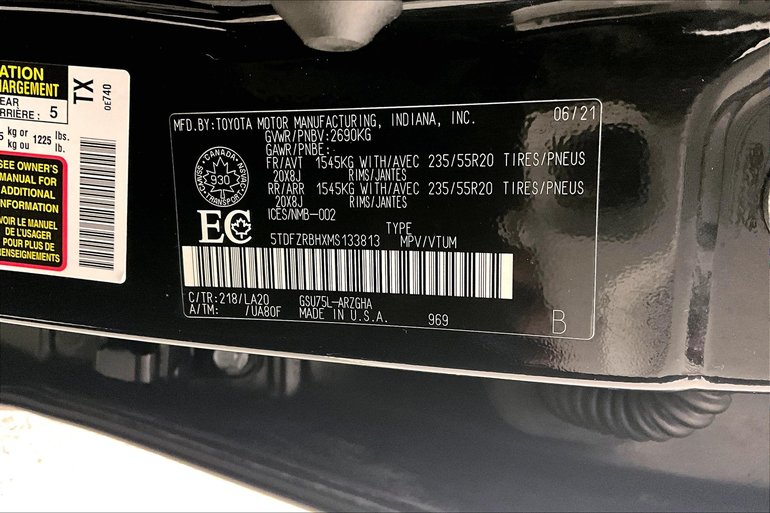 ATION
HARGEMENT
EAR
RRIÈRE: 5
5 kg or 1225 lbs.
ou
SEE OWNER'S
MANUAL FOR
ADDITIONAL
INFORMATION
VOIR LE MANUEL
DE L'USAGER
POUR PLUS DE
RENSEIGNEMENTS
TX
0E740
MFD.BY:TOYOTA MOTOR MANUFACTURING, INDIANA, INC. 06/21
GVWR/PNBV:2690KG
GAWR/PNBE:
FR/AVT 1545KG WITH/AVEC 235/55R20 TIRES/PNEUS
20X8J RIMS/JANTES
RR/ARR 1545KG WITH/AVEC 235/55R20 TIRES/PNEUS
20X8J RIMS/JANTES
ICES/NMB-002
CANADA
930
TRANSPORT
EC
TYPE
5TDFZRBHXMS133813 MPV/VTUM
C/TR:218/LA20 GSU75L-ARZGHA
A/TM: /UA80F MADE IN U.S.A. 969 B